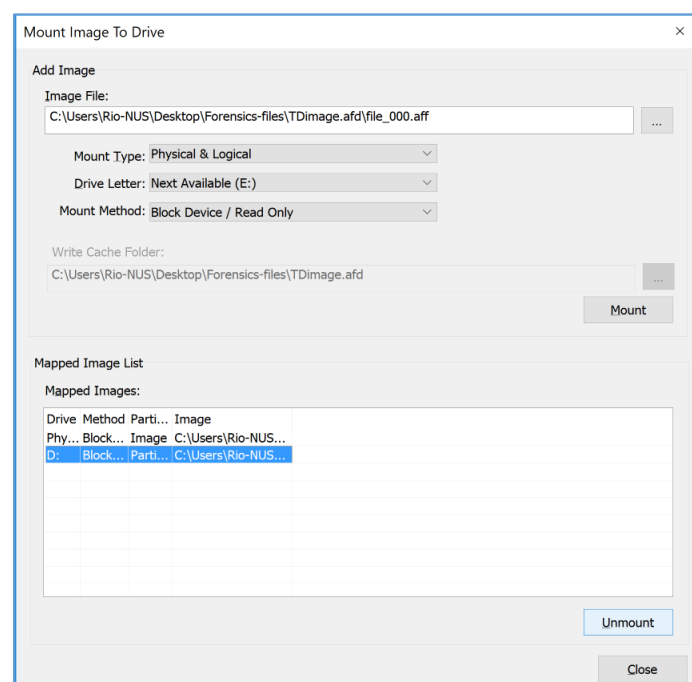 Mount Image To Drive
Add Image
Image File:
C:\Users\Rio-NUS\Desktop\Forensics-files\TDimage.afd\file_000.aff
...
Mount Type: Physical & Logical
Drive Letter: Next Available (E:)
Mount Method: Block Device / Read Only
Write Cache Folder:
C:\Users\Rio-NUS\Desktop\Forensics-files\TDimage.afd
...
Mount
Mapped Image List
Mapped Images:
Drive Method Parti... Image
Phy... Block... Image C:\Users\Rio-NUS...
D: Block... Parti... C:\Users\Rio-NUS...
Unmount
Close